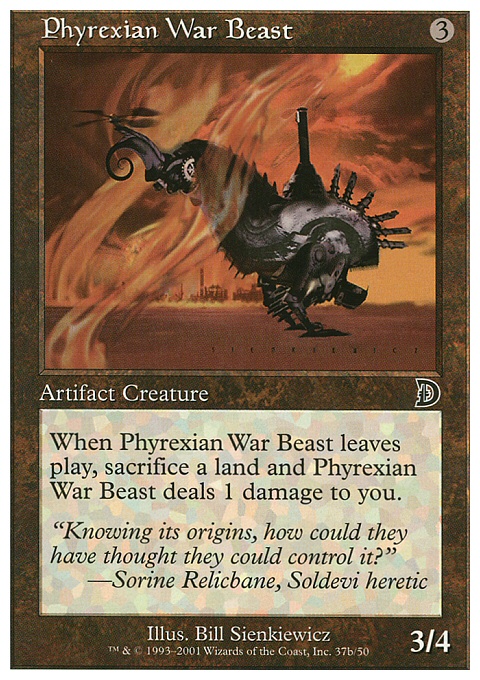 Phyrexian War Beast 3
SIENKIEWICZ
Artifact Creature
When Phyrexian War Beast leaves
play, sacrifice a land and Phyrexian
War Beast deals 1 damage to you.
“Knowing its origins, how could they
have thought they could control it?”
—Sorine Relicbane, Soldevi heretic
Illus. Bill Sienkiewicz
™ & © 1993–2001 Wizards of the Coast, Inc. 37b/50
3/4